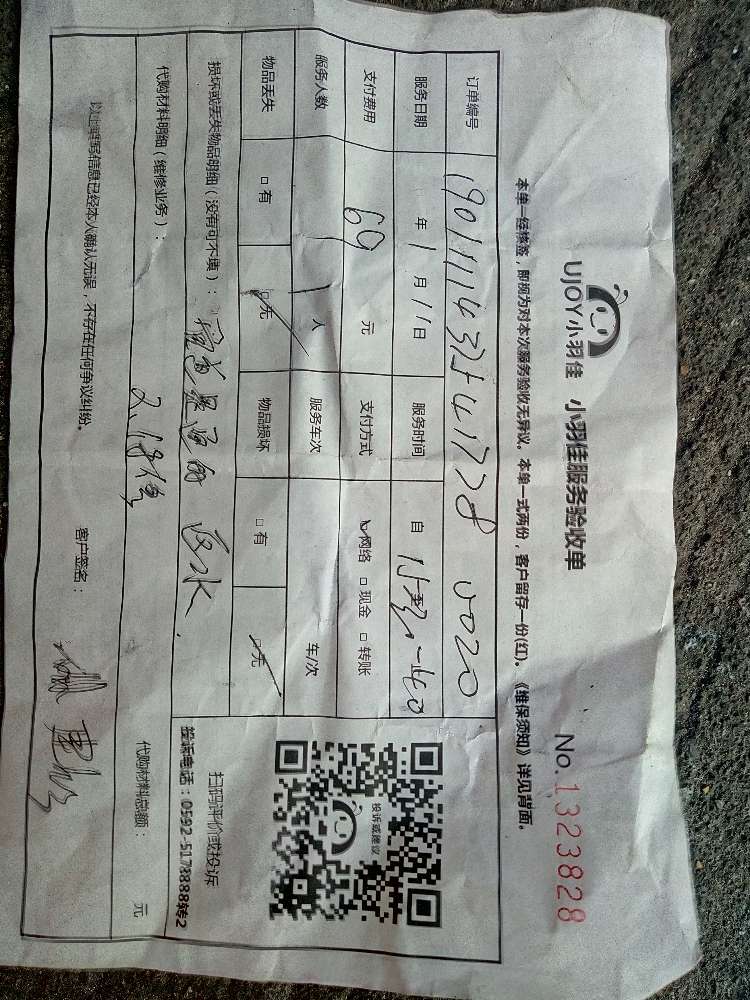 UJOY小羽佳 小羽佳服务验收单 No.1323828
本单一经核签，即视为对本次服务验收无异议。本单一式两份，客户留存一份(红)。《维保须知》详见背面。
订单编号
服务日期 年 1 月 11 日 服务时间 自
支付费用 69 元 支付方式 网络 □现金 □转账
服务人数 1 人 服务车次 车/次
物品丢失 □有 □无 物品损坏 □有 □无
损坏或丢失物品明细（没有可不填）：
代购材料明细（维修业务）： 代购材料总额： 元
以上填写信息已经本人确认无误，不存在任何争议纠纷。 客户签名：
投诉或建议
扫码评价或投诉
投诉电话：0592-5178888转2